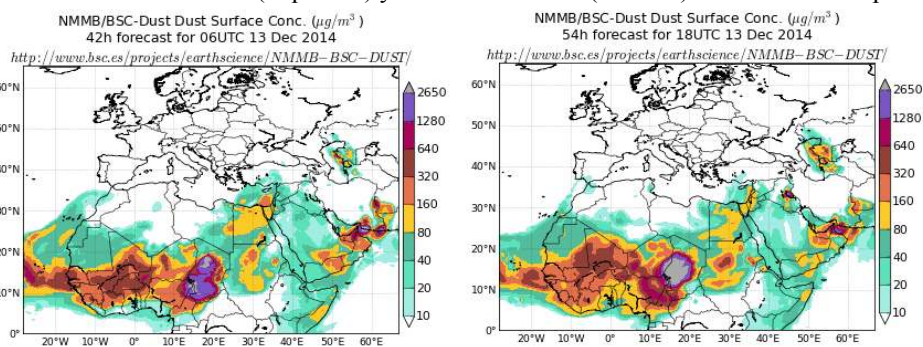 NMMB/BSC-Dust Dust Surface Conc. (µg/m³)
42h forecast for 06UTC 13 Dec 2014
http://www.bsc.es/projects/earthscience/NMMB−BSC−DUST/
60°N
50°N
40°N
30°N
20°N
10°N
0°
20°W 10°W 0° 10°E 20°E 30°E 40°E 50°E 60°E
2650
1280
640
320
160
80
40
20
10
NMMB/BSC-Dust Dust Surface Conc. (µg/m³)
54h forecast for 18UTC 13 Dec 2014
http://www.bsc.es/projects/earthscience/NMMB−BSC−DUST/
60°N
50°N
40°N
30°N
20°N
10°N
0°
20°W 10°W 0° 10°E 20°E 30°E 40°E 50°E 60°E
2650
1280
640
320
160
80
40
20
10